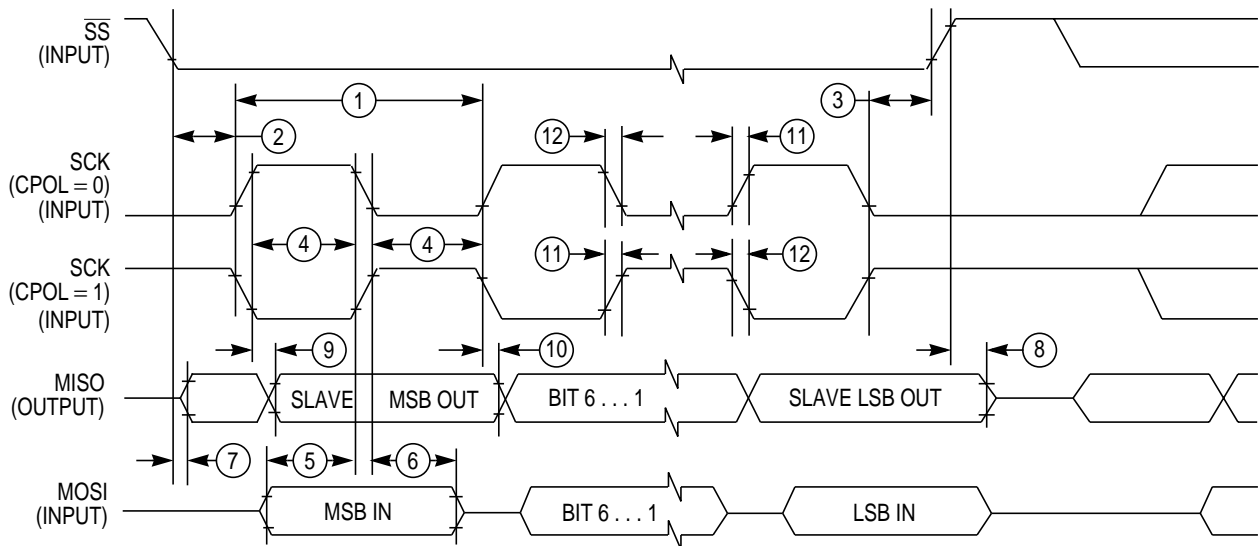 SS
(INPUT)
1
3
2
12
11
SCK
(CPOL = 0)
(INPUT)
4
4
11
12
SCK
(CPOL = 1)
(INPUT)
9
10
8
MISO
(OUTPUT)
SLAVE MSB OUT
BIT 6 . . . 1
SLAVE LSB OUT
7
5
6
MOSI
(INPUT)
MSB IN
BIT 6 . . . 1
LSB IN